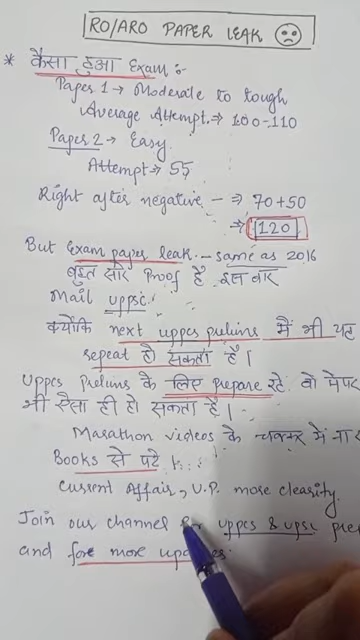 RO/ARO PAPER LEAK
* कैसा हुआ Exam:-
Paper 1 → Moderate to tough
Average Attempt ⇒ 100-110
Paper 2 → Easy
Attempt → 55
Right after negative - ⇒ 70+50
⇒ 120
But Exam paper leak - same as 2016
बहुत सारे Proof हैं इस बार
Mail uppsc
क्योंकि next uppcs prelims में भी यह
repeat हो सकता है।
Uppcs Prelims के लिए prepare रहे वो पेपर
भी ऐसा ही हो सकता है।
Marathon videos के चक्कर में ना
Books से पढे
Current Affair, U.P. more clearity.
Join our channel for uppcs & upsc
and for more updates.